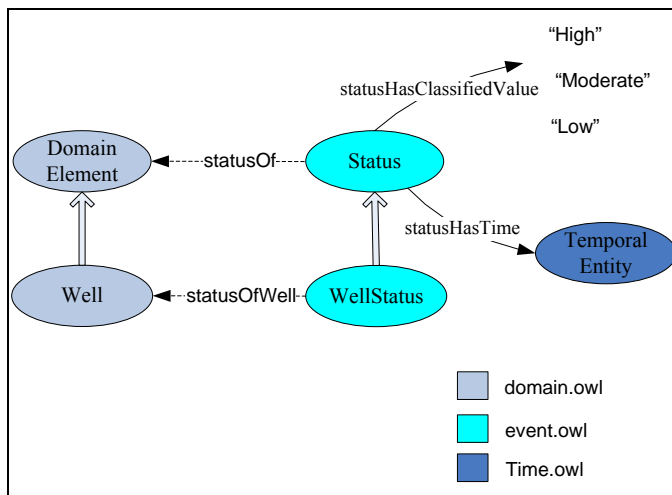 “High”
statusHasClassifiedValue
“Moderate”
“Low”
Domain
Element
statusOf
Status
statusHasTime
Temporal
Entity
Well
statusOfWell
WellStatus
domain.owl
event.owl
Time.owl